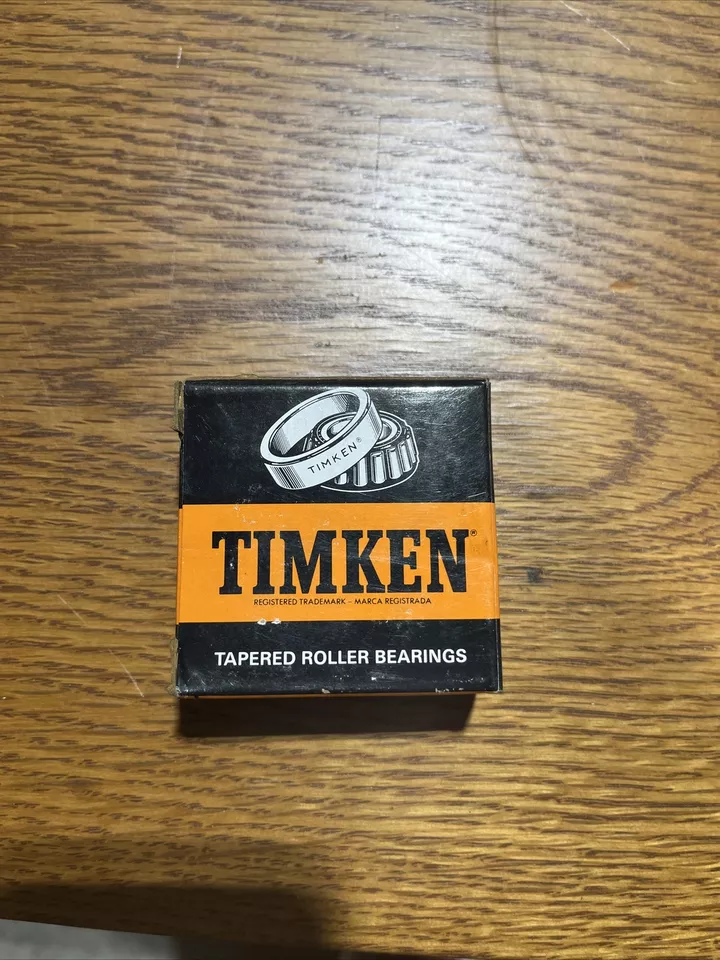 TIMKEN®
TIMKEN®
REGISTERED TRADEMARK – MARCA REGISTRADA
TAPERED ROLLER BEARINGS